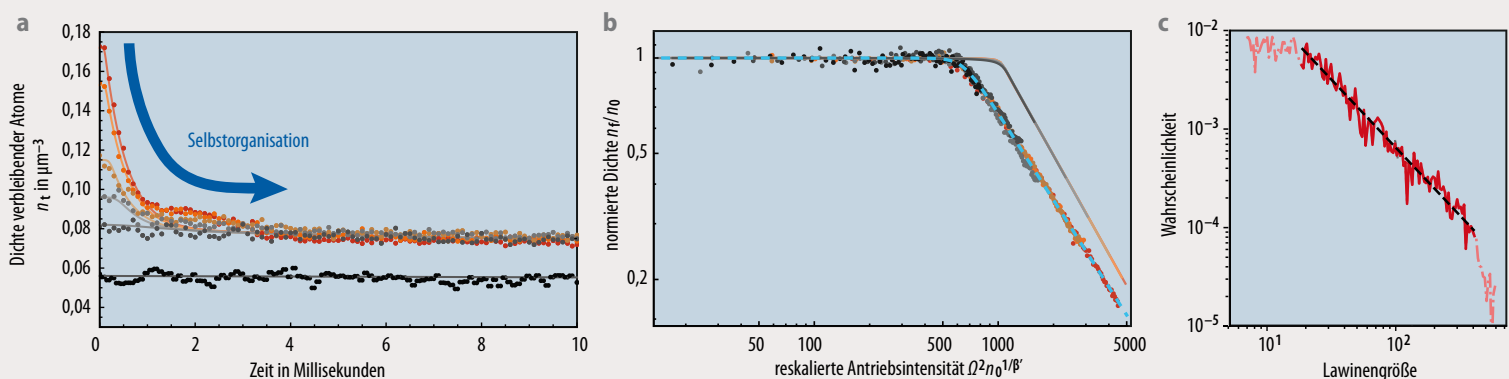 a
0,18
0,16
0,14
0,12
0,10
0,08
0,06
0,04
Dichte verbleibender Atome
nt in µm–3
Selbstorganisation
0 2 4 6 8 10
Zeit in Millisekunden
b
1
0,5
0,2
normierte Dichte nf/n0
50 100 500 1000 5000
reskalierte Antriebsintensität Ω²n0^1/β′
c
10−2
10−3
10−4
10−5
Wahrscheinlichkeit
10¹ 10²
Lawinengröße